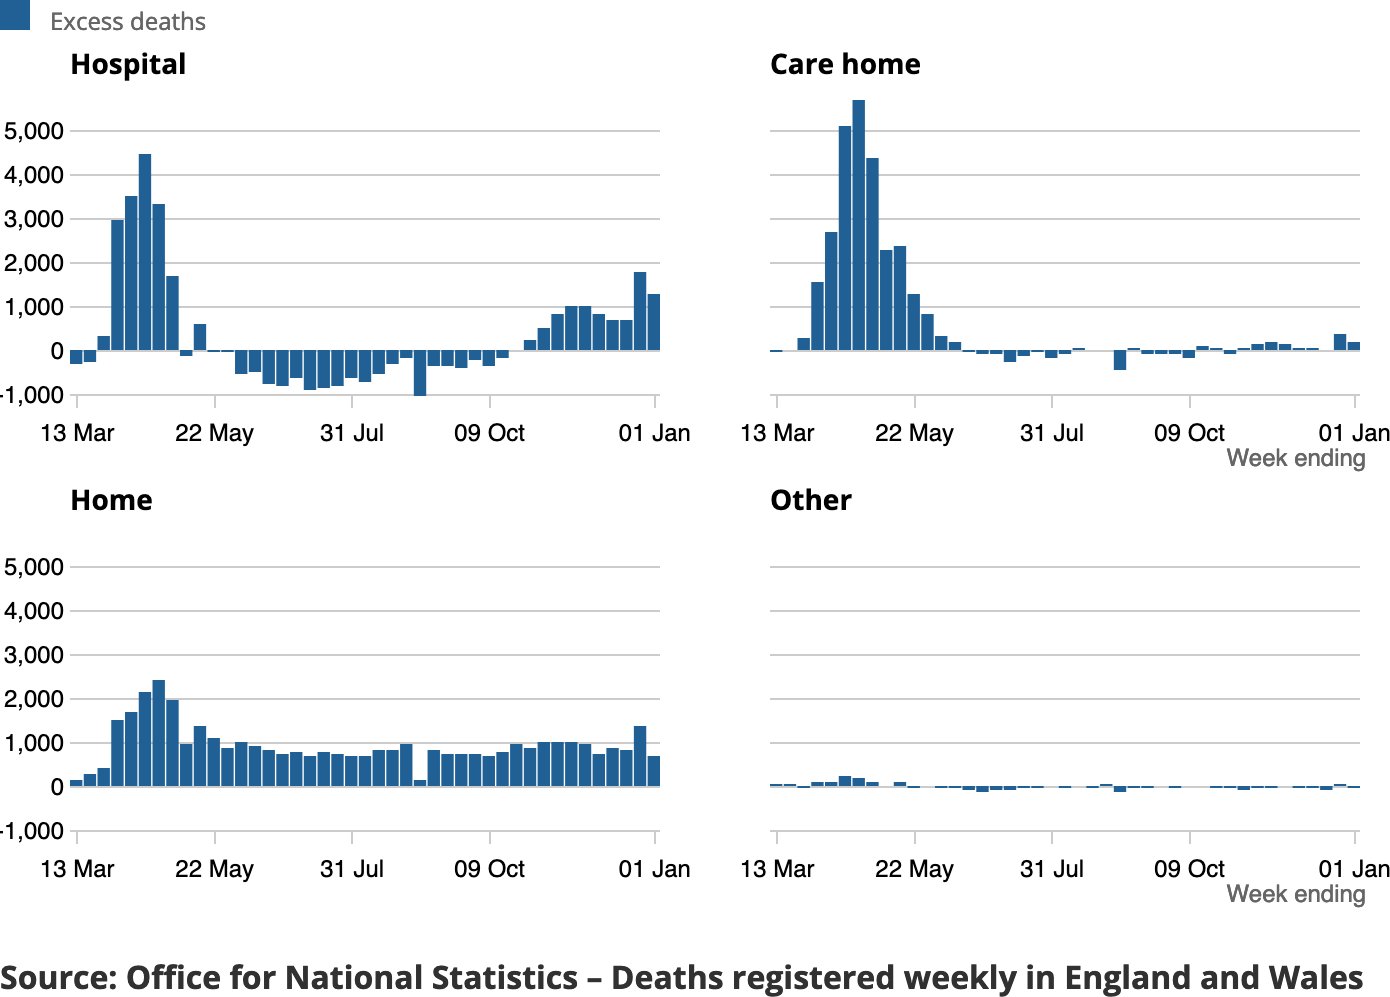 Excess deaths
Hospital
5,000
4,000
3,000
2,000
1,000
0
-1,000
13 Mar 22 May 31 Jul 09 Oct 01 Jan
Care home
13 Mar 22 May 31 Jul 09 Oct 01 Jan
Week ending
Home
5,000
4,000
3,000
2,000
1,000
0
-1,000
13 Mar 22 May 31 Jul 09 Oct 01 Jan
Other
13 Mar 22 May 31 Jul 09 Oct 01 Jan
Week ending
Source: Office for National Statistics – Deaths registered weekly in England and Wales